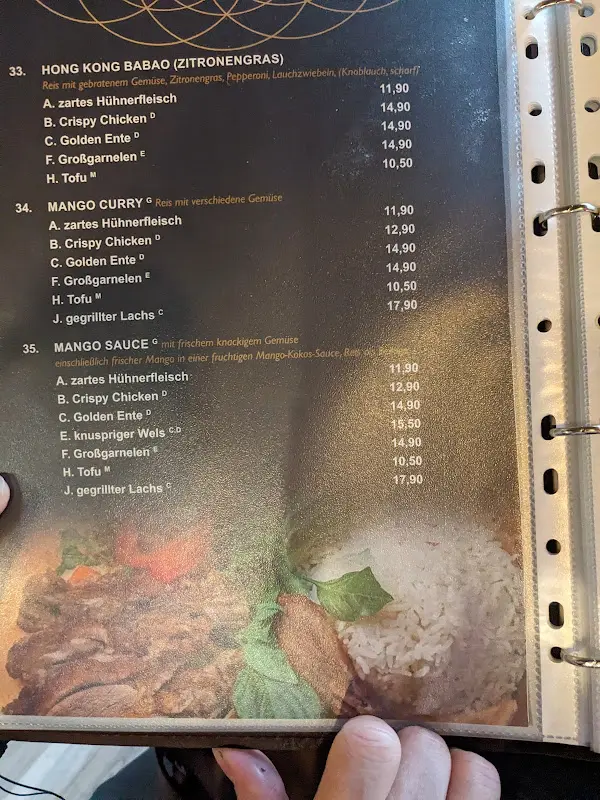 33. HONG KONG BABAO (ZITRONENGRAS)
Reis mit gebratenem Gemüse, Zitronengras, Pepperoni, Lauchzwiebeln, (Knoblauch, scharf)
A. zartes Hühnerfleisch 11,90
B. Crispy Chicken D 14,90
C. Golden Ente D 14,90
F. Großgarnelen E 14,90
H. Tofu M 10,50
34. MANGO CURRY G Reis mit verschiedene Gemüse
A. zartes Hühnerfleisch 11,90
B. Crispy Chicken D 12,90
C. Golden Ente D 14,90
F. Großgarnelen E 14,90
H. Tofu M 10,50
J. gegrillter Lachs C 17,90
35. MANGO SAUCE G mit frischem knackigem Gemüse
einschließlich frischer Mango in einer fruchtigen Mango-Kokos-Sauce, Reis als
A. zartes Hühnerfleisch 11,90
B. Crispy Chicken D 12,90
C. Golden Ente D 14,90
E. knuspriger Wels C,D 15,50
F. Großgarnelen E 14,90
H. Tofu M 10,50
J. gegrillter Lachs C 17,90